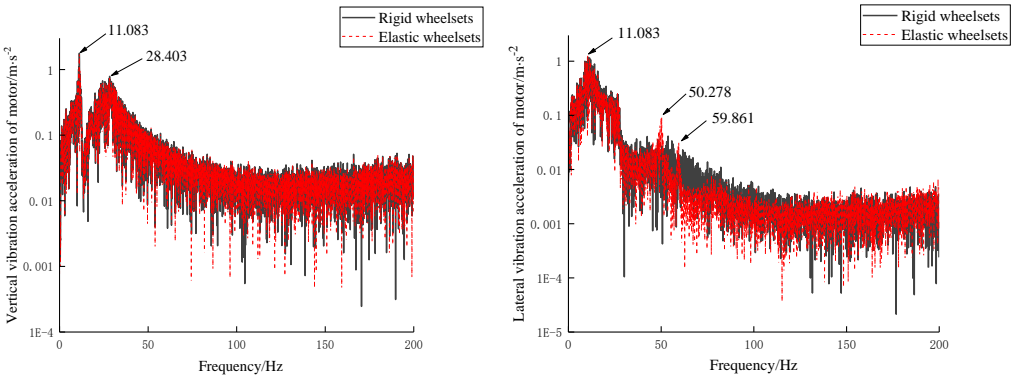 Rigid wheelsets
Elastic wheelsets
11.083
28.403
Vertical vibration acceleration of motor/m·s⁻²
1
0.1
0.01
0.001
1E-4
0
50
100
150
200
Frequency/Hz
Rigid wheelsets
Elastic wheelsets
11.083
50.278
59.861
Lateral vibration acceleration of motor/m·s⁻²
1
0.1
0.01
0.001
1E-4
1E-5
0
50
100
150
200
Frequency/Hz